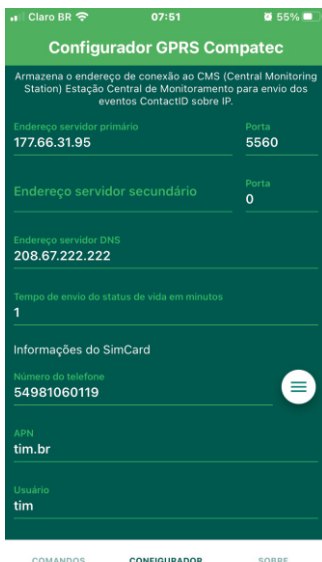 Claro BR 07:51 55%
Configurador GPRS Compatec
Armazena o endereço de conexão ao CMS (Central Monitoring
Station) Estação Central de Monitoramento para envio dos
eventos ContactID sobre IP.
Endereço servidor primário Porta
177.66.31.95 5560
Endereço servidor secundário Porta
0
Endereço servidor DNS
208.67.222.222
Tempo de envio do status de vida em minutos
1
Informações do SimCard
Número do telefone
54981060119
APN
tim.br
Usuário
tim
COMANDOS CONFIGURADOR SOBRE